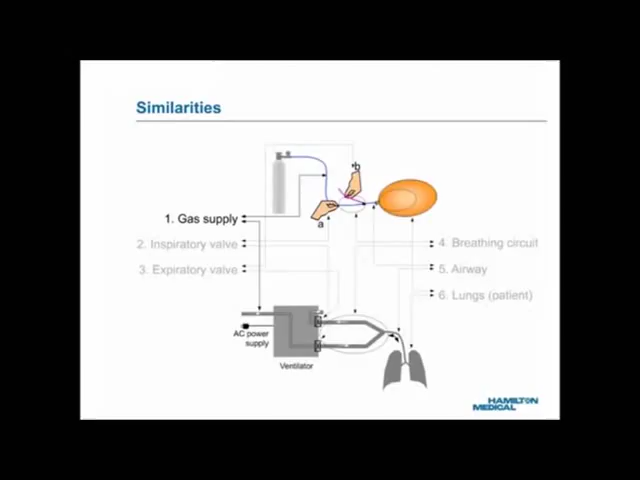 Similarities
b
a
1. Gas supply
2. Inspiratory valve
3. Expiratory valve
4. Breathing circuit
5. Airway
6. Lungs (patient)
AC power
supply
Ventilator
HAMILTON
MEDICAL